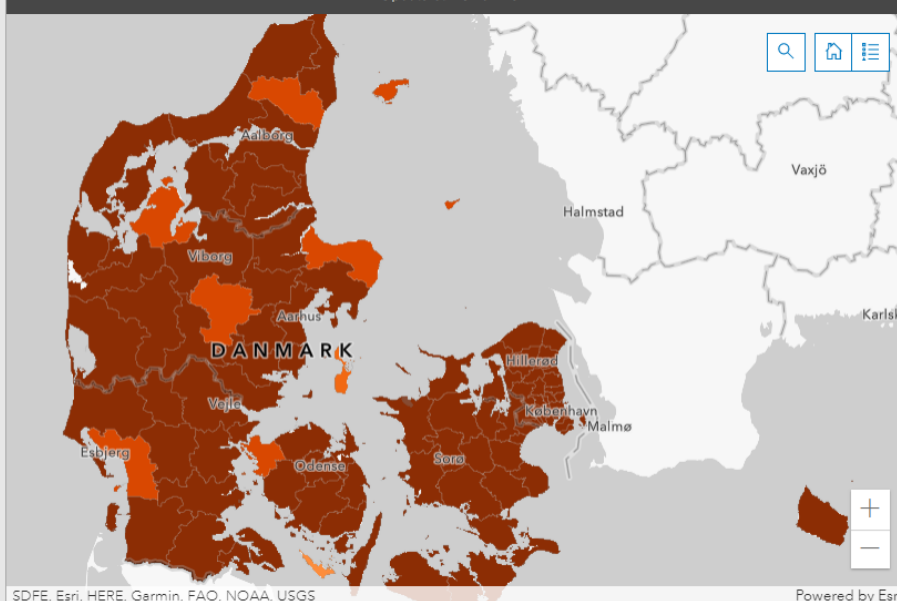 Aalborg
Vaxjö
Halmstad
Viborg
Aarhus
Karlsk
DANMARK
Hillerød
Vejle
København
Malmø
Esbjerg
Sorø
Odense
SDFE, Esri, HERE, Garmin, FAO, NOAA, USGS
Powered by Esr